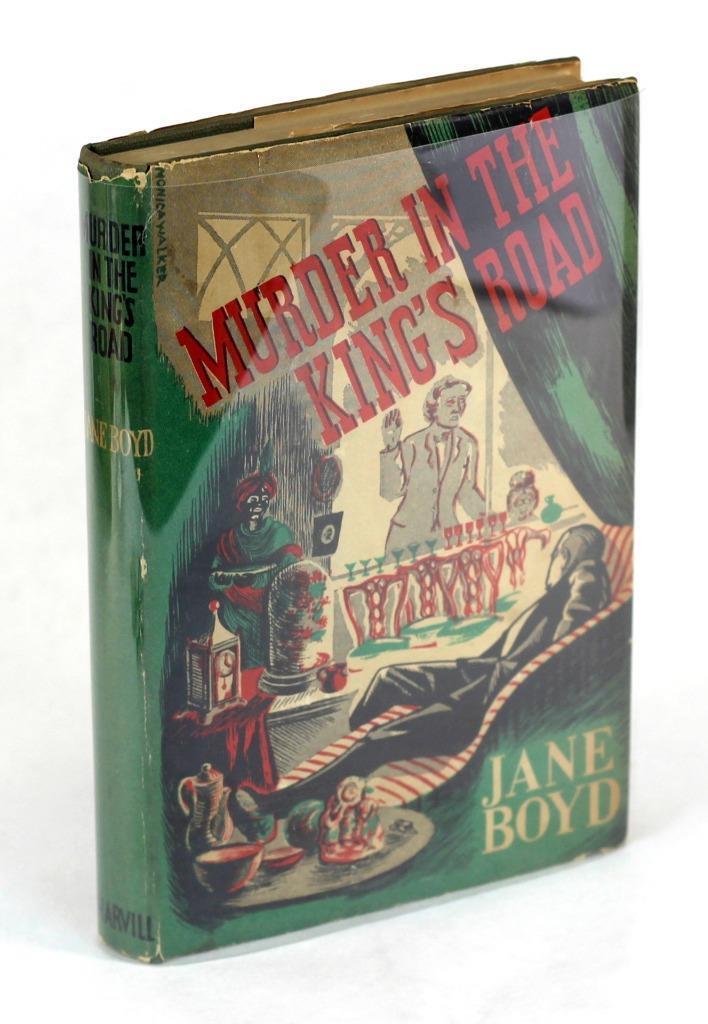 MURDER IN THE
KING'S ROAD
JANE
BOYD
MONICA WALKER
MURDER
IN THE
KING'S
ROAD
JANE BOYD
HARVILL